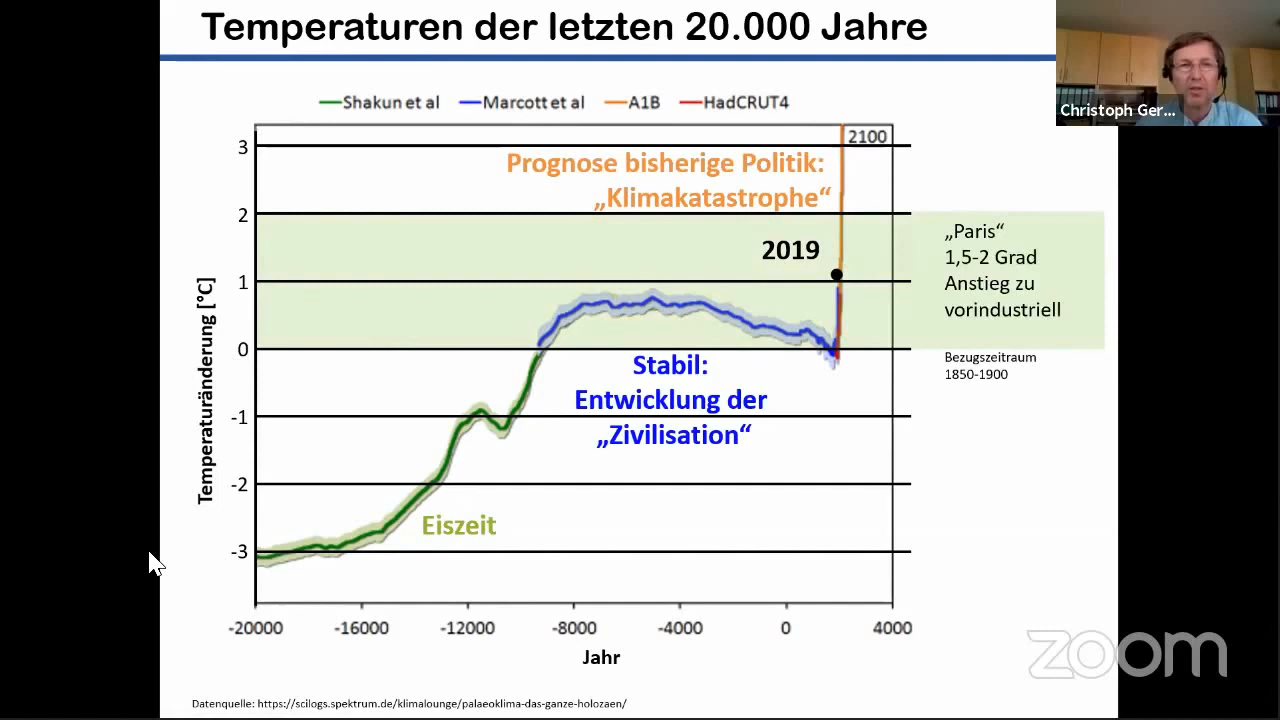 Temperaturen der letzten 20.000 Jahre
Christoph Ger...
Shakun et al
Marcott et al
A1B
HadCRUT4
2100
3
2
1
0
-1
-2
-3
Temperaturänderung [°C]
Prognose bisherige Politik:
„Klimakatastrophe“
2019
„Paris“
1,5-2 Grad
Anstieg zu
vorindustriell
Bezugszeitraum
1850-1900
Stabil:
Entwicklung der
„Zivilisation“
Eiszeit
-20000
-16000
-12000
-8000
-4000
0
4000
Jahr
zoom
Datenquelle: https://scilogs.spektrum.de/klimalounge/palaeoklima-das-ganze-holozaen/